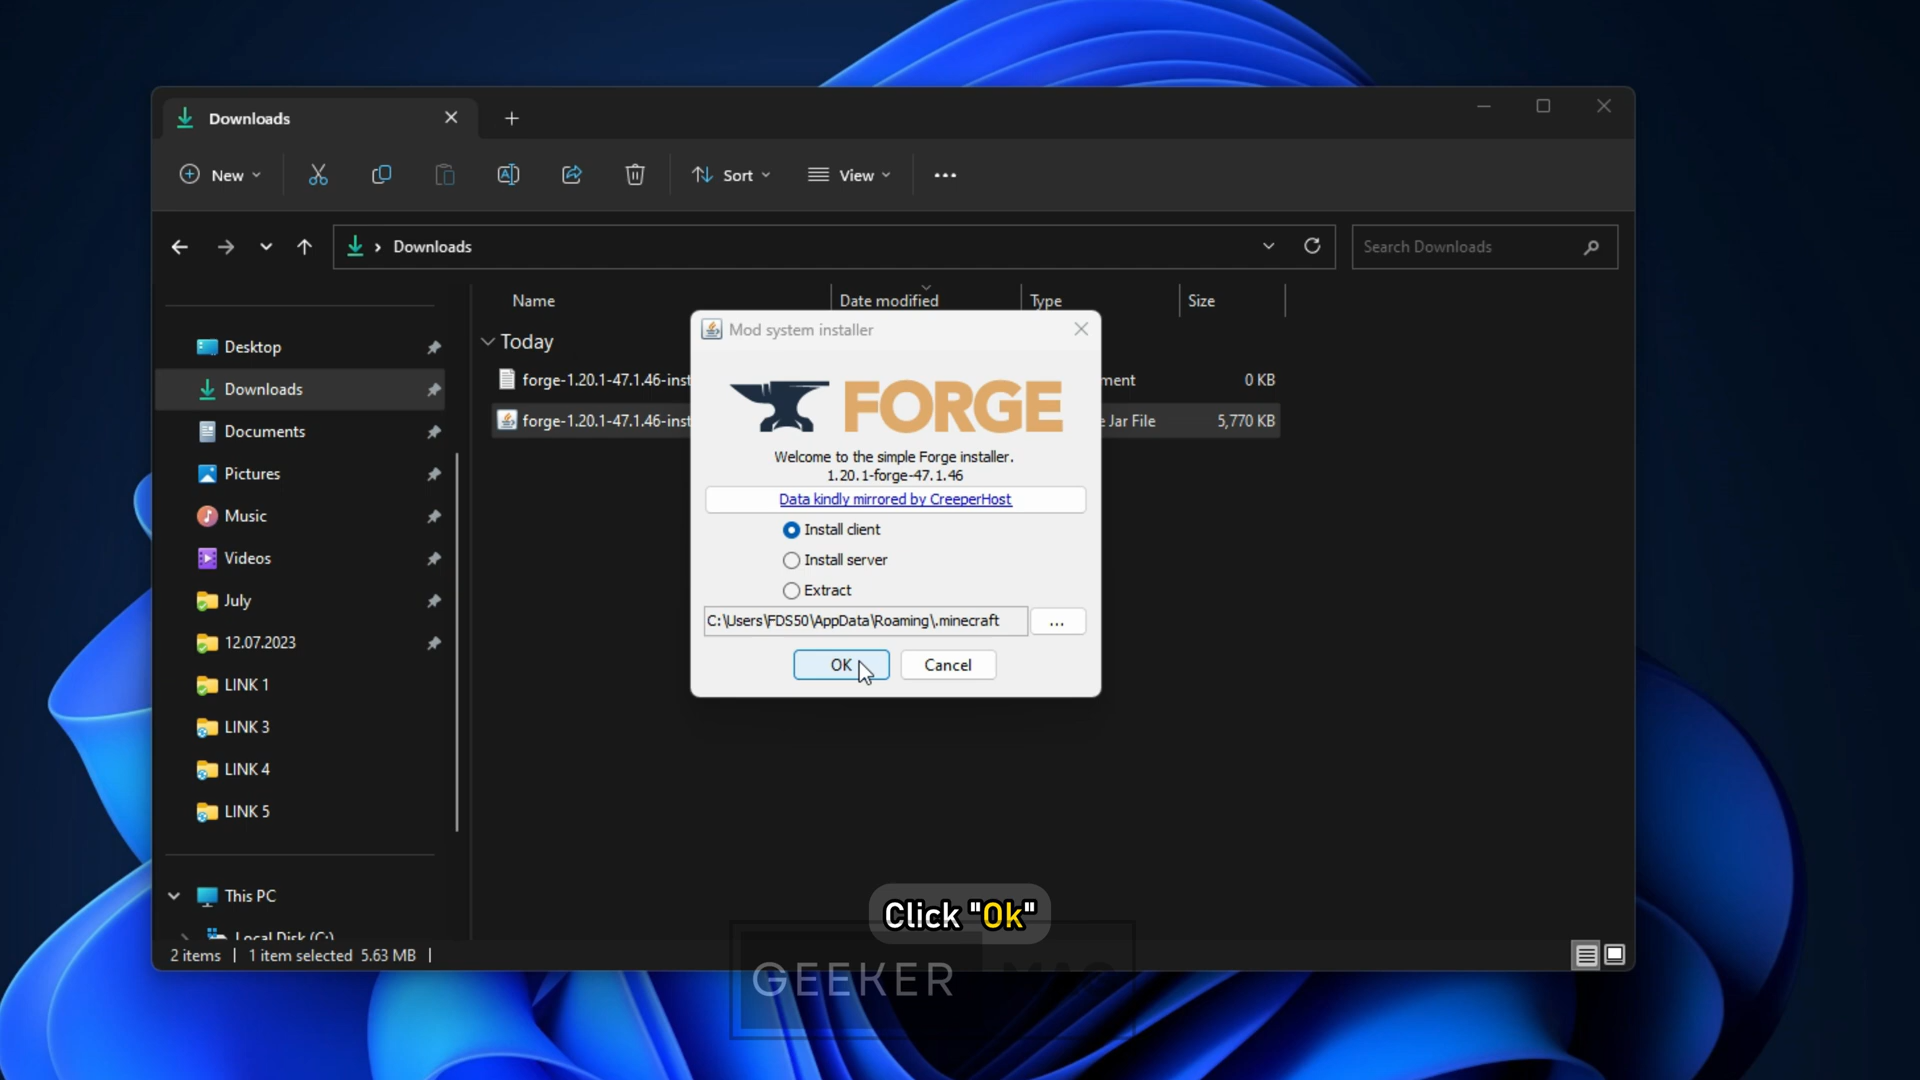 Downloads
New
Sort
View
Downloads
Search Downloads
Name
Date modified
Type
Size
Desktop
Downloads
Documents
Pictures
Music
Videos
July
12.07.2023
LINK 1
LINK 3
LINK 4
LINK 5
This PC
Local Disk (C:)
Today
forge-1.20.1-47.1.46-inst
ment
0 KB
forge-1.20.1-47.1.46-inst
e Jar File
5,770 KB
Mod system installer
FORGE
Welcome to the simple Forge installer.
1.20.1-forge-47.1.46
Data kindly mirrored by CreeperHost
Install client
Install server
Extract
C:\Users\FDS50\AppData\Roaming\.minecraft
...
OK
Cancel
Click "Ok"
2 items
1 item selected 5.63 MB
GEEKER MAG